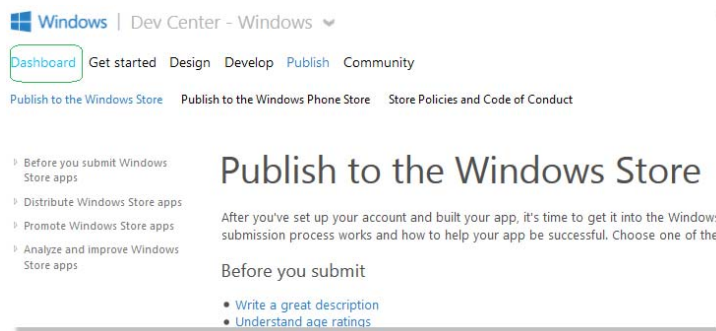 Windows | Dev Center - Windows
Dashboard Get started Design Develop Publish Community
Publish to the Windows Store Publish to the Windows Phone Store Store Policies and Code of Conduct
Before you submit Windows
Store apps
Distribute Windows Store apps
Promote Windows Store apps
Analyze and improve Windows
Store apps
Publish to the Windows Store
After you've set up your account and built your app, it's time to get it into the Windows
submission process works and how to help your app be successful. Choose one of the
Before you submit
• Write a great description
• Understand age ratings